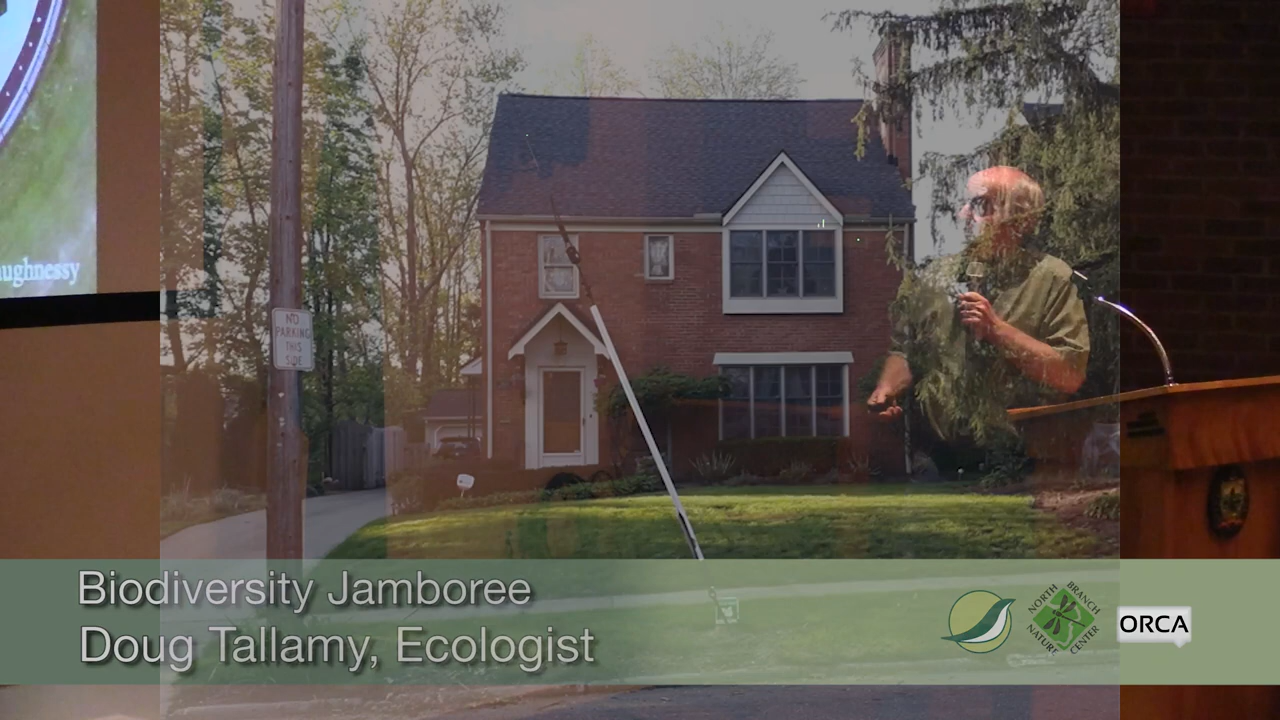 aughnessy
NO
PARKING
THIS
SIDE
Biodiversity Jamboree
Doug Tallamy, Ecologist
NORTH
BRANCH
NATURE
CENTER
ORCA